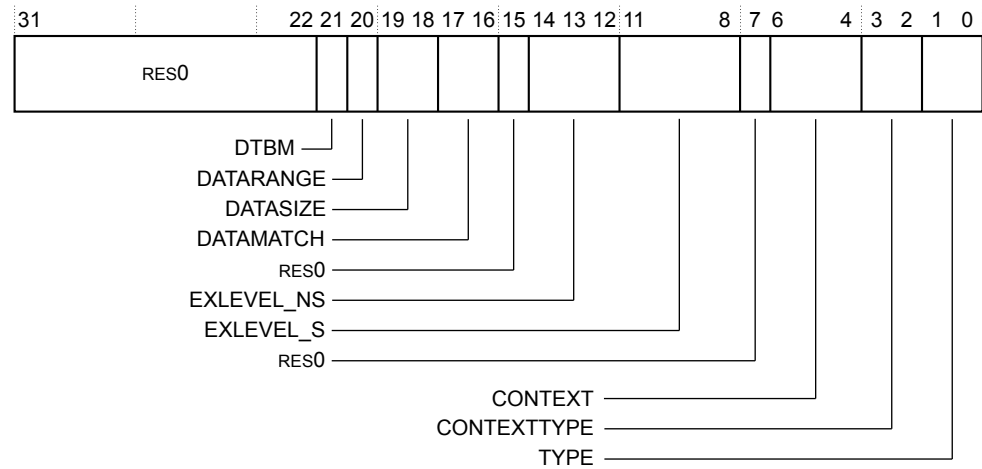 31 22 21 20 19 18 17 16 15 14 13 12 11 8 7 6 4 3 2 1 0
RES0
DTBM
DATARANGE
DATASIZE
DATAMATCH
RES0
EXLEVEL_NS
EXLEVEL_S
RES0
CONTEXT
CONTEXTTYPE
TYPE